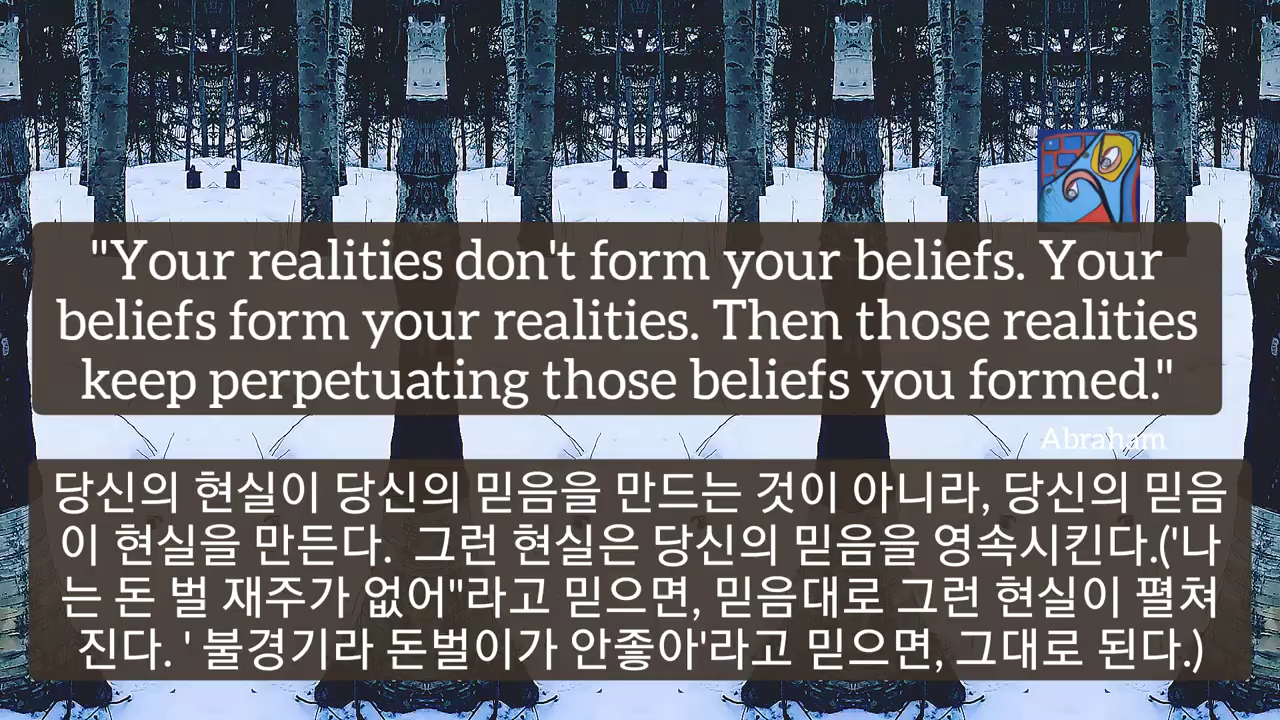 "Your realities don't form your beliefs. Your
beliefs form your realities. Then those realities
keep perpetuating those beliefs you formed."
Abraham
당신의 현실이 당신의 믿음을 만드는 것이 아니라, 당신의 믿음
이 현실을 만든다.  그런 현실은 당신의 믿음을 영속시킨다.('나
는 돈 벌 재주가 없어"라고 믿으면, 믿음대로 그런 현실이 펼쳐
진다. ' 불경기라 돈벌이가 안좋아'라고 믿으면, 그대로 된다.)